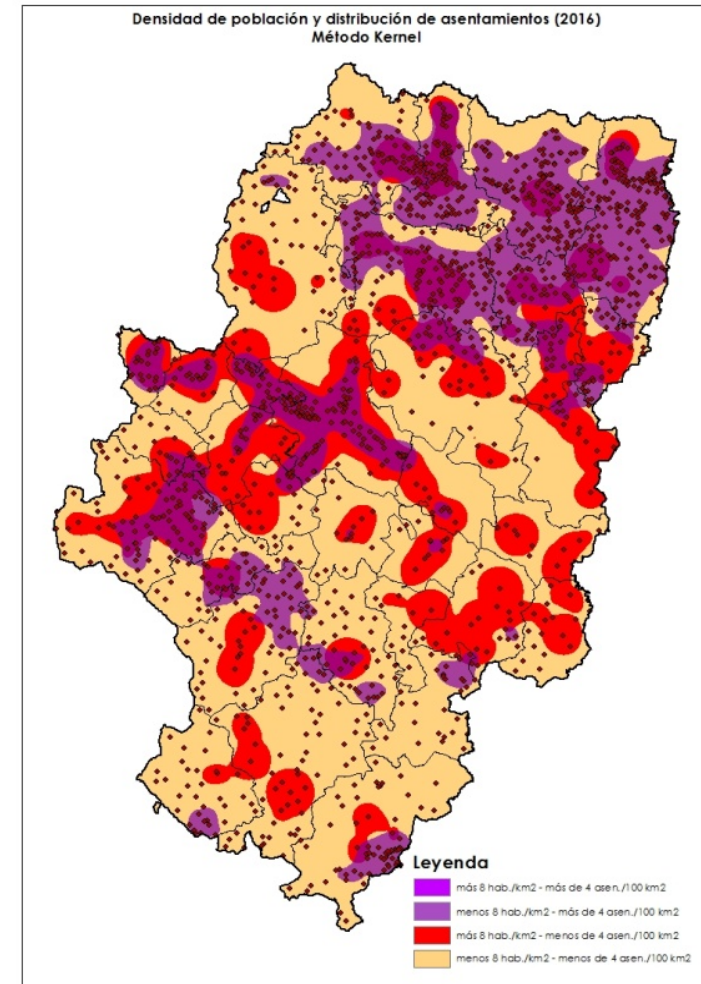 Densidad de población y distribución de asentamientos (2016)
Método Kernel
Leyenda
más 8 hab./km2 - más de 4 asen./100 km2
menos 8 hab./km2 - más de 4 asen./100 km2
más 8 hab./km2 - menos de 4 asen./100 km2
menos 8 hab./km2 - menos de 4 asen./100 km2